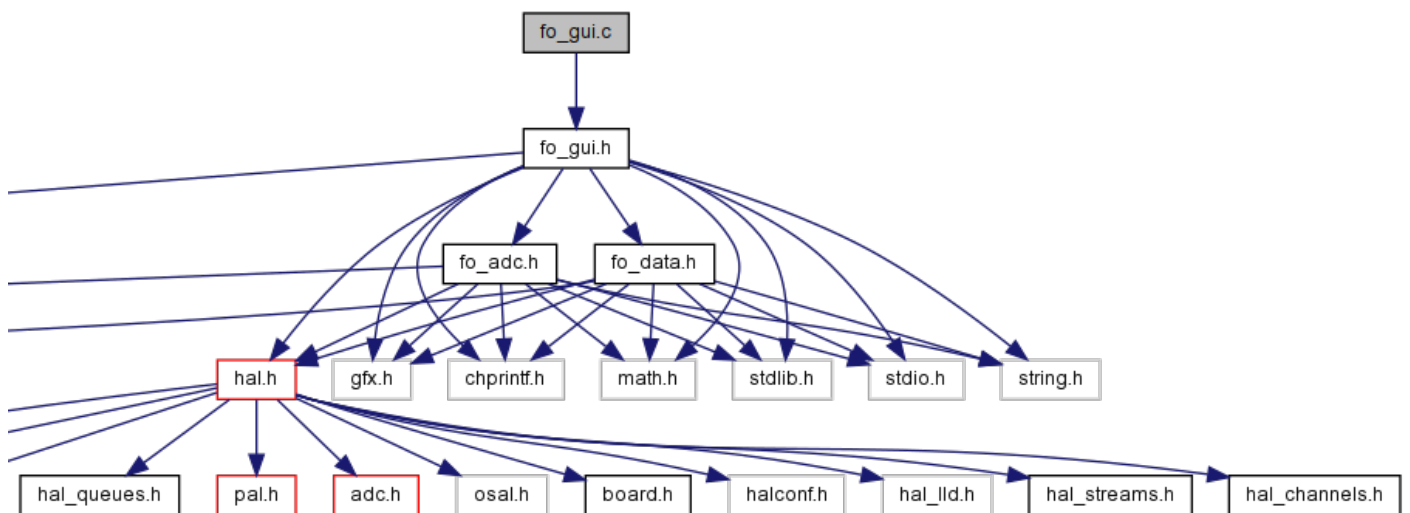 fo_gui.c
fo_gui.h
fo_adc.h
fo_data.h
hal.h
gfx.h
chprintf.h
math.h
stdlib.h
stdio.h
string.h
hal_queues.h
pal.h
adc.h
osal.h
board.h
halconf.h
hal_lld.h
hal_streams.h
hal_channels.h